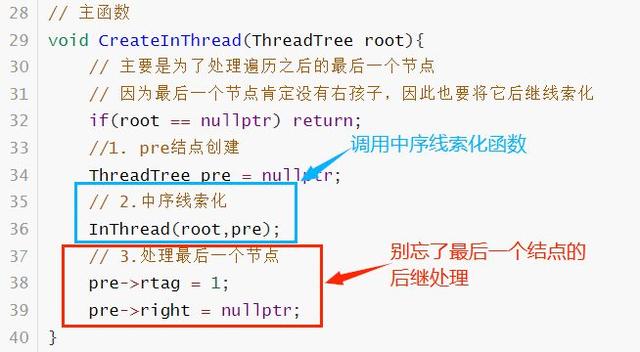 28 // 主函数
29 void CreateInThread(ThreadTree root){
30 // 主要是为了处理遍历之后的最后一个节点
31 // 因为最后一个节点肯定没有右孩子，因此也要将它后继线索化
32 if(root == nullptr) return;
33 //1. pre结点创建
调用中序线索化函数
34 ThreadTree pre = nullptr;
35 // 2.中序线索化
36 InThread(root,pre);
37 // 3.处理最后一个节点
38 pre->rtag = 1;
39 pre->right = nullptr;
别忘了最后一个结点的
后继处理
40 }